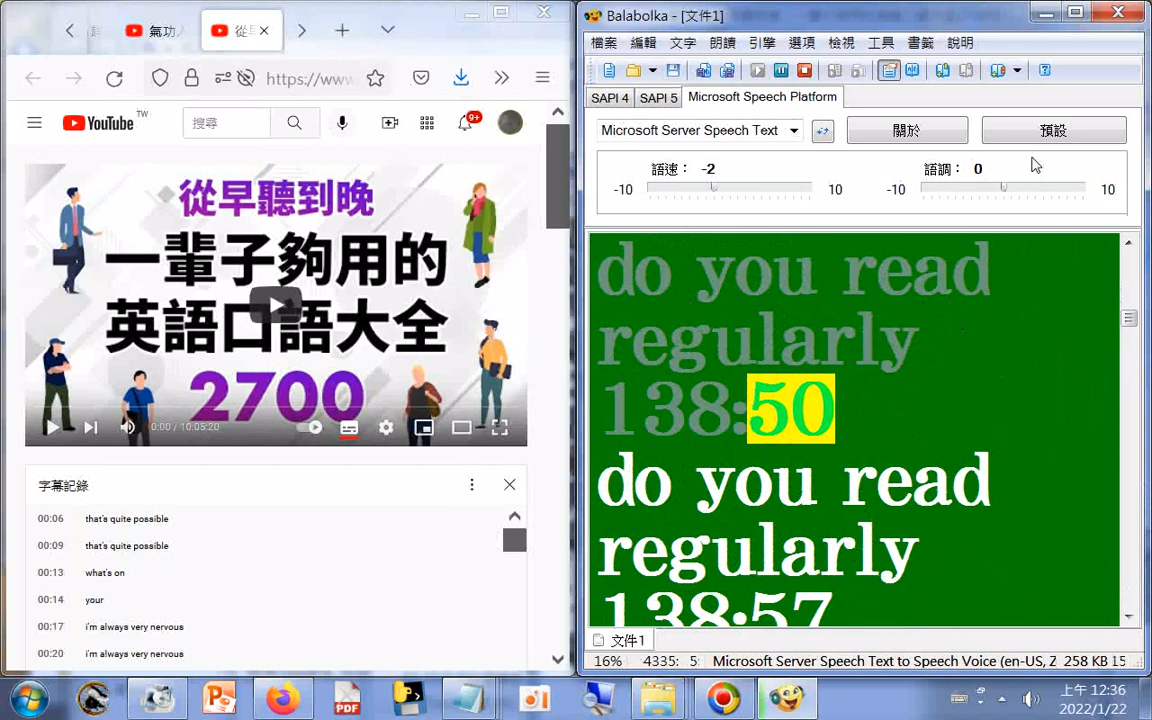 氣功
從
https://www
YouTube TW
搜尋
9+
從早聽到晚
一輩子夠用的
英語口語大全
2700
0:00 / 10:05:20
字幕記錄
00:06 that's quite possible
00:09 that's quite possible
00:13 what's on
00:14 your
00:17 i'm always very nervous
00:20 i'm always very nervous
Balabolka - [文件1]
檔案 編輯 文字 朗讀 引擎 選項 檢視 工具 書籤 說明
SAPI 4 SAPI 5 Microsoft Speech Platform
Microsoft Server Speech Text
關於
預設
語速： -2
語調： 0
-10 10 -10 10
do you read
regularly
138:50
do you read
regularly
138:57
文件1
16% 4335: 5: Microsoft Server Speech Text to Speech Voice (en-US, Z 258 KB 15
PDF
上午 12:36
2022/1/22